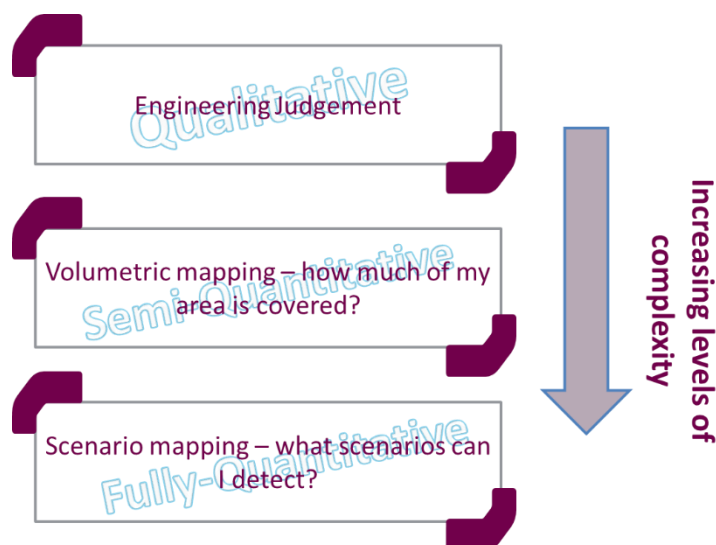 Qualitative
Engineering Judgement
Semi-Quantitative
Volumetric mapping – how much of my
area is covered?
Fully-Quantitative
Scenario mapping – what scenarios can
I detect?
Increasing levels of
complexity